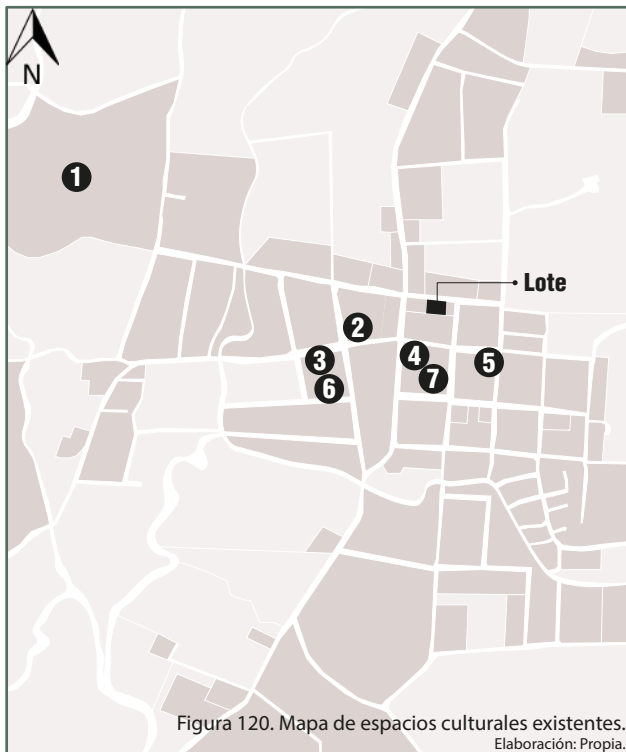 N
1
Lote
2
3
4
5
6
7
Figura 120. Mapa de espacios culturales existentes.
Elaboración: Propia.